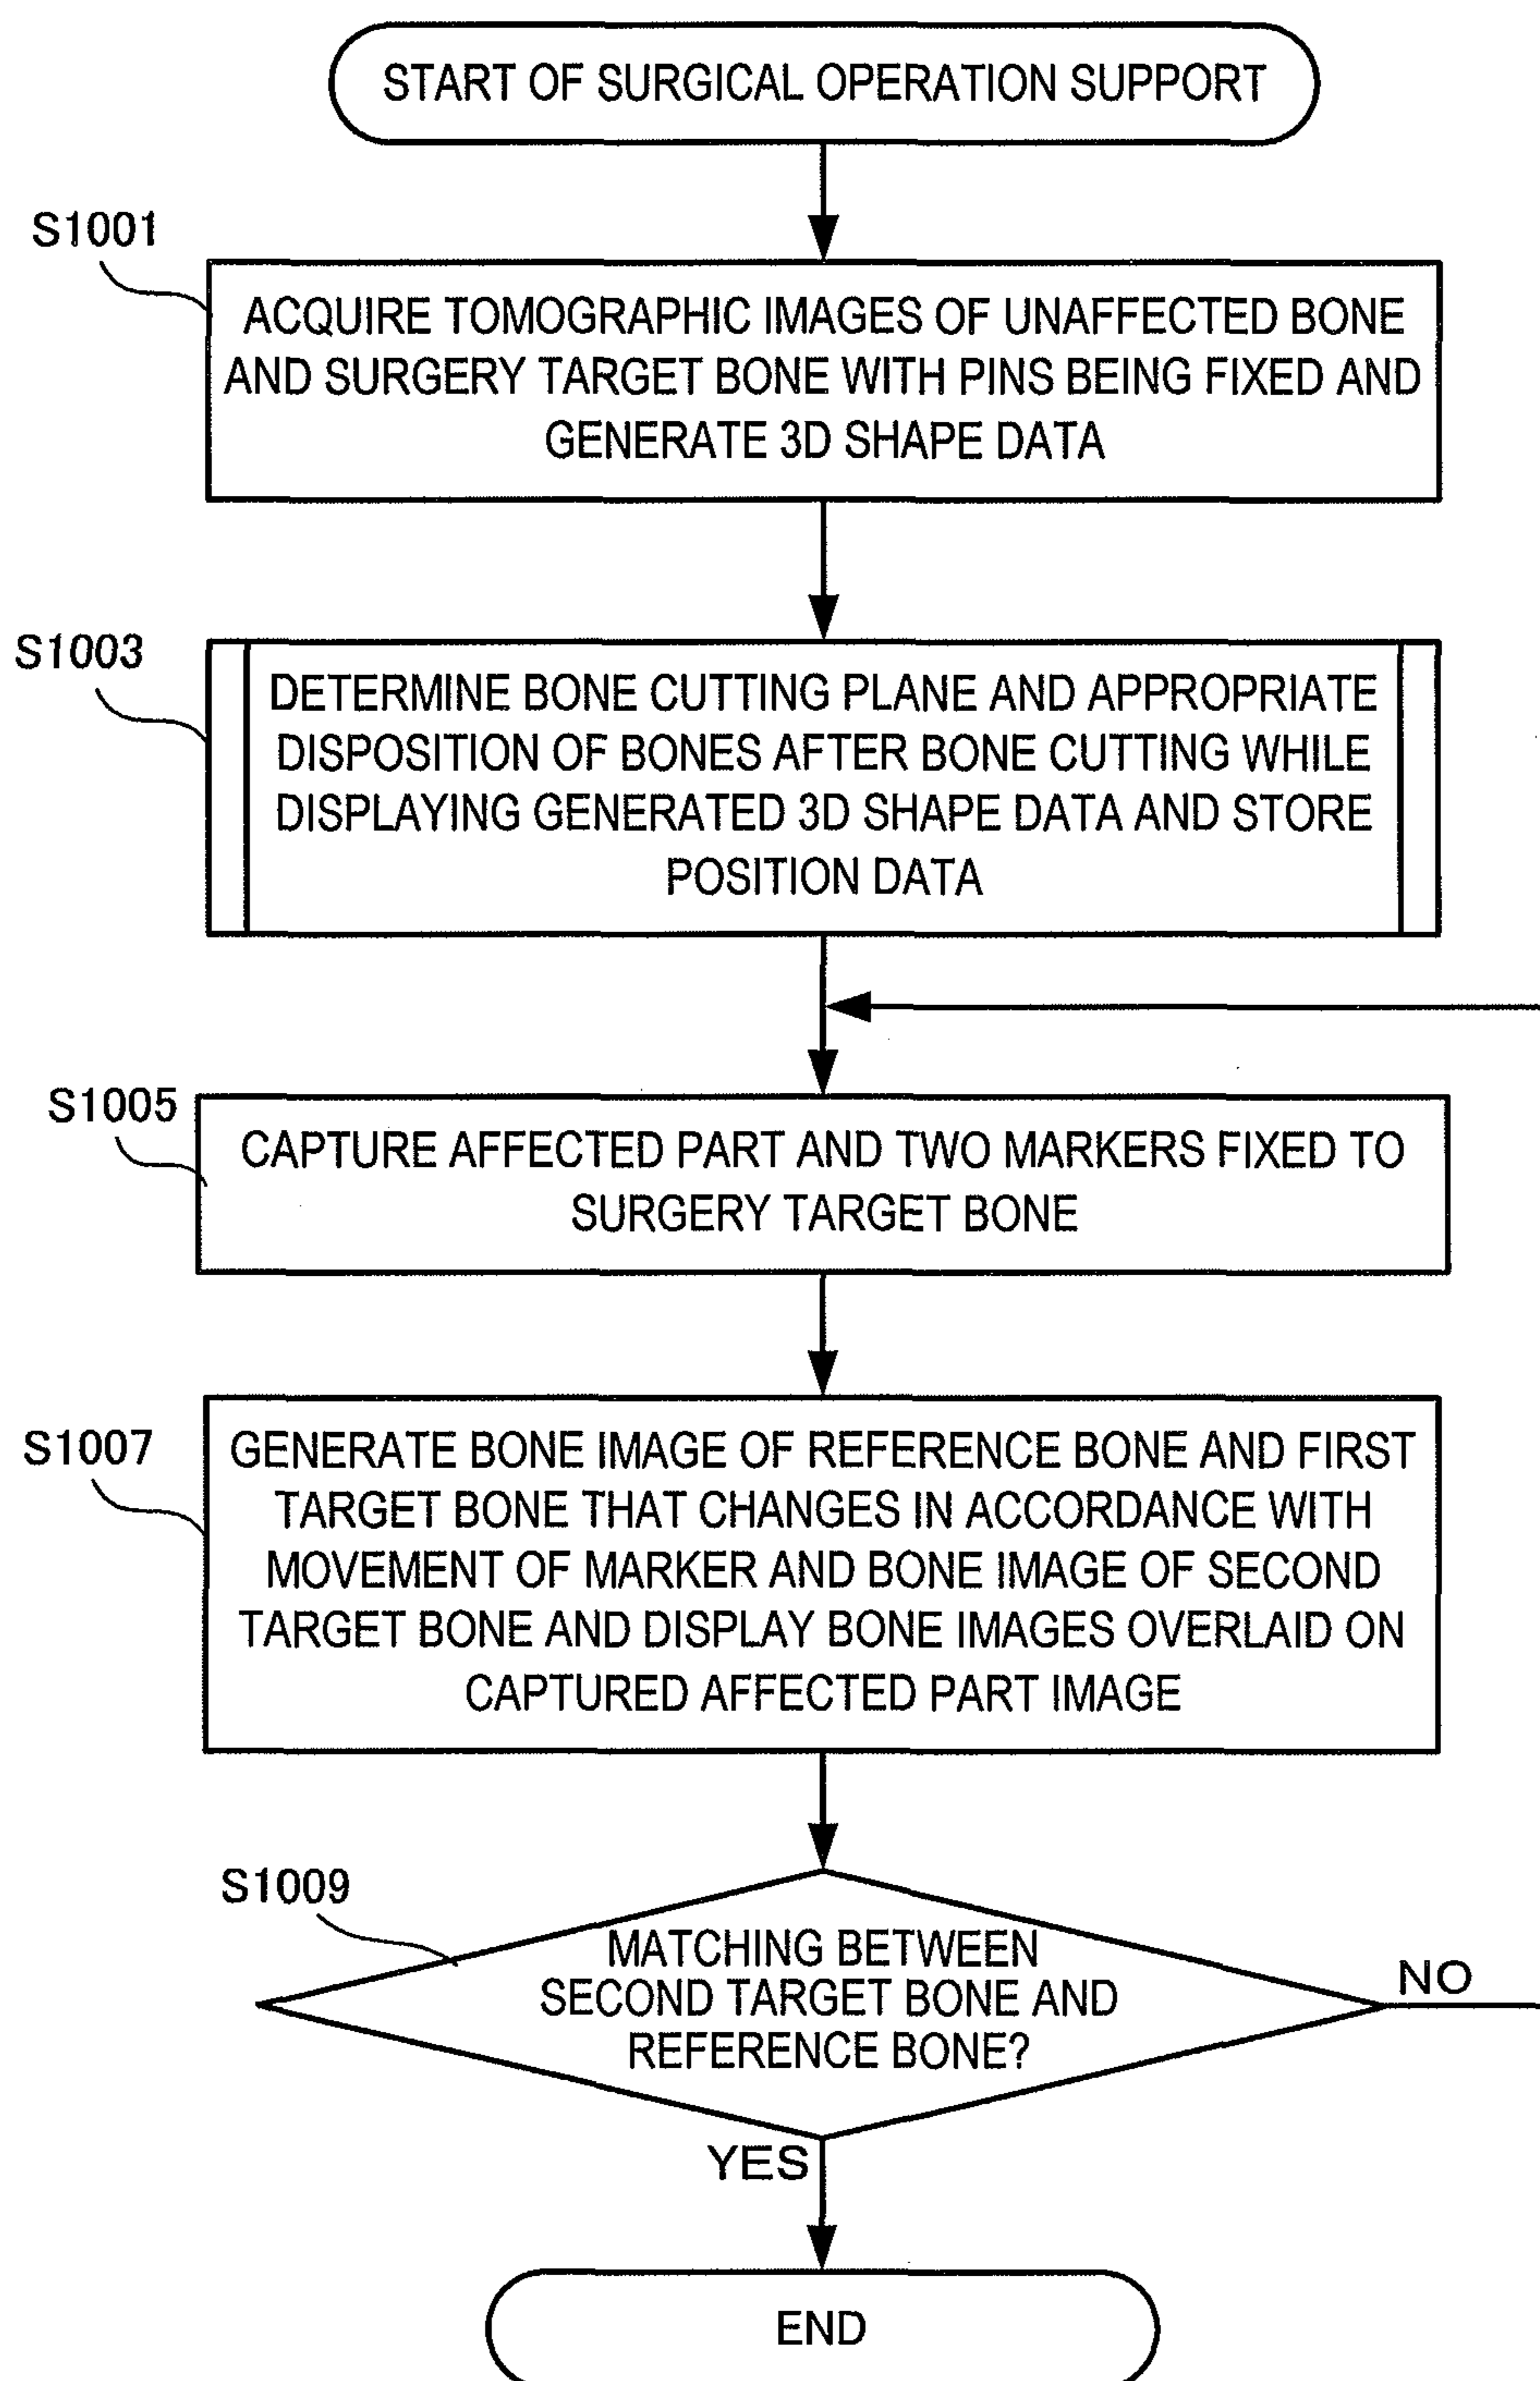 START OF SURGICAL OPERATION SUPPORT
S1001
ACQUIRE TOMOGRAPHIC IMAGES OF UNAFFECTED BONE
AND SURGERY TARGET BONE WITH PINS BEING FIXED AND
GENERATE 3D SHAPE DATA
S1003
DETERMINE BONE CUTTING PLANE AND APPROPRIATE
DISPOSITION OF BONES AFTER BONE CUTTING WHILE
DISPLAYING GENERATED 3D SHAPE DATA AND STORE
POSITION DATA
S1005
CAPTURE AFFECTED PART AND TWO MARKERS FIXED TO
SURGERY TARGET BONE
S1007
GENERATE BONE IMAGE OF REFERENCE BONE AND FIRST
TARGET BONE THAT CHANGES IN ACCORDANCE WITH
MOVEMENT OF MARKER AND BONE IMAGE OF SECOND
TARGET BONE AND DISPLAY BONE IMAGES OVERLAID ON
CAPTURED AFFECTED PART IMAGE
S1009
MATCHING BETWEEN
SECOND TARGET BONE AND
REFERENCE BONE?
NO
YES
END